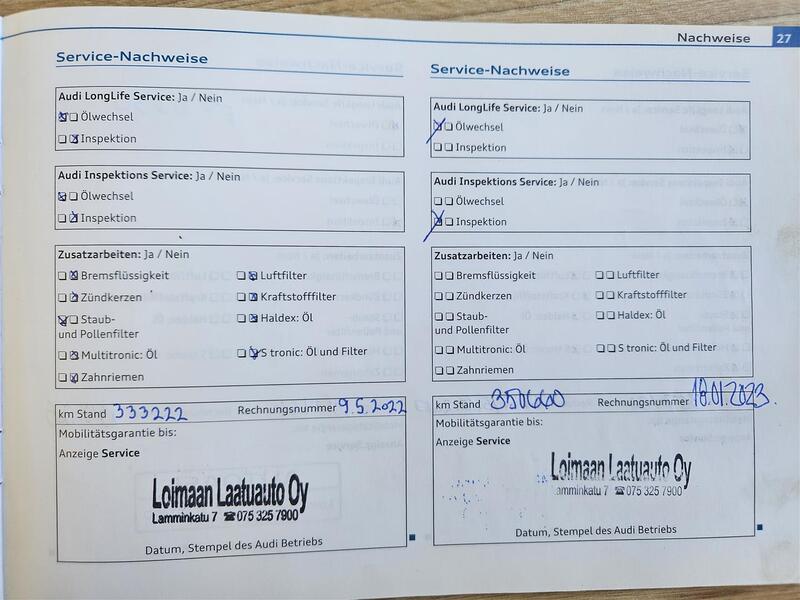 Nachweise 27
Service-Nachweise
Audi LongLife Service: Ja / Nein
Ölwechsel
Inspektion
Audi Inspektions Service: Ja / Nein
Ölwechsel
Inspektion
Zusatzarbeiten: Ja / Nein
Bremsflüssigkeit Luftfilter
Zündkerzen Kraftstofffilter
Staub- Haldex: Öl
und Pollenfilter
Multitronic: Öl S tronic: Öl und Filter
Zahnriemen
km Stand 333222 Rechnungsnummer 9.5.2022
Mobilitätsgarantie bis:
Anzeige Service
Loimaan Laatuauto Oy
Lamminkatu 7 ☎075 325 7900
Datum, Stempel des Audi Betriebs
Service-Nachweise
Audi LongLife Service: Ja / Nein
Ölwechsel
Inspektion
Audi Inspektions Service: Ja / Nein
Ölwechsel
Inspektion
Zusatzarbeiten: Ja / Nein
Bremsflüssigkeit Luftfilter
Zündkerzen Kraftstofffilter
Staub- Haldex: Öl
und Pollenfilter
Multitronic: Öl S tronic: Öl und Filter
Zahnriemen
km Stand 350660 Rechnungsnummer 18.01.2023.
Mobilitätsgarantie bis:
Anzeige Service
Loimaan Laatuauto Oy
Lamminkatu 7 ☎075 325 7900
Datum, Stempel des Audi Betriebs